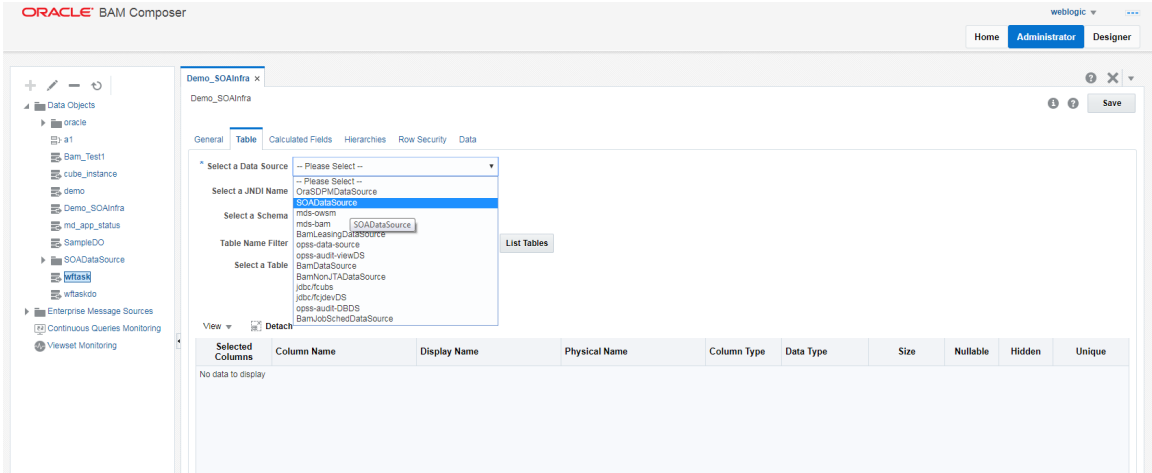 ORACLE BAM Composer
weblogic
Home Administrator Designer
Data Objects
oracle
a1
Bam_Test1
cube_instance
demo
Demo_SOAInfra
md_app_status
SampleDO
SOADataSource
wftask
wftaskdo
Enterprise Message Sources
Continuous Queries Monitoring
Viewset Monitoring
Demo_SOAInfra ×
Demo_SOAInfra
Save
General Table Calculated Fields Hierarchies Row Security Data
* Select a Data Source -- Please Select --
Select a JNDI Name
Select a Schema
Table Name Filter
List Tables
Select a Table
-- Please Select --
OraSDPMDataSource
SOADataSource
mds-owsm
mds-bam
SOADataSource
BamLeasingDataSource
opss-data-source
opss-audit-viewDS
BamDataSource
BamNonJTADataSource
jdbc/fcubs
jdbc/fcjdevDS
opss-audit-DBDS
BamJobSchedDataSource
View Detach
Selected Columns Column Name Display Name Physical Name Column Type Data Type Size Nullable Hidden Unique
No data to display